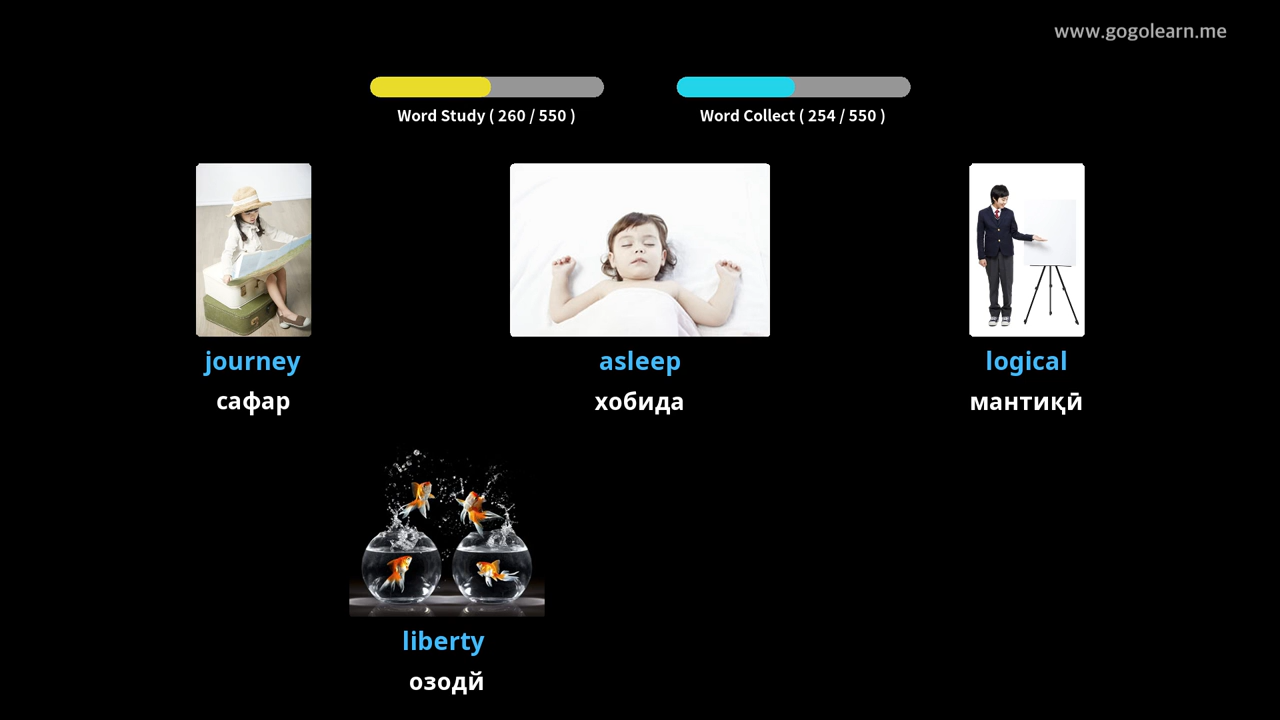 www.gogolearn.me
Word Study ( 260 / 550 )
Word Collect ( 254 / 550 )
journey
asleep
logical
сафар
хобида
мантиқӣ
liberty
озодӣ